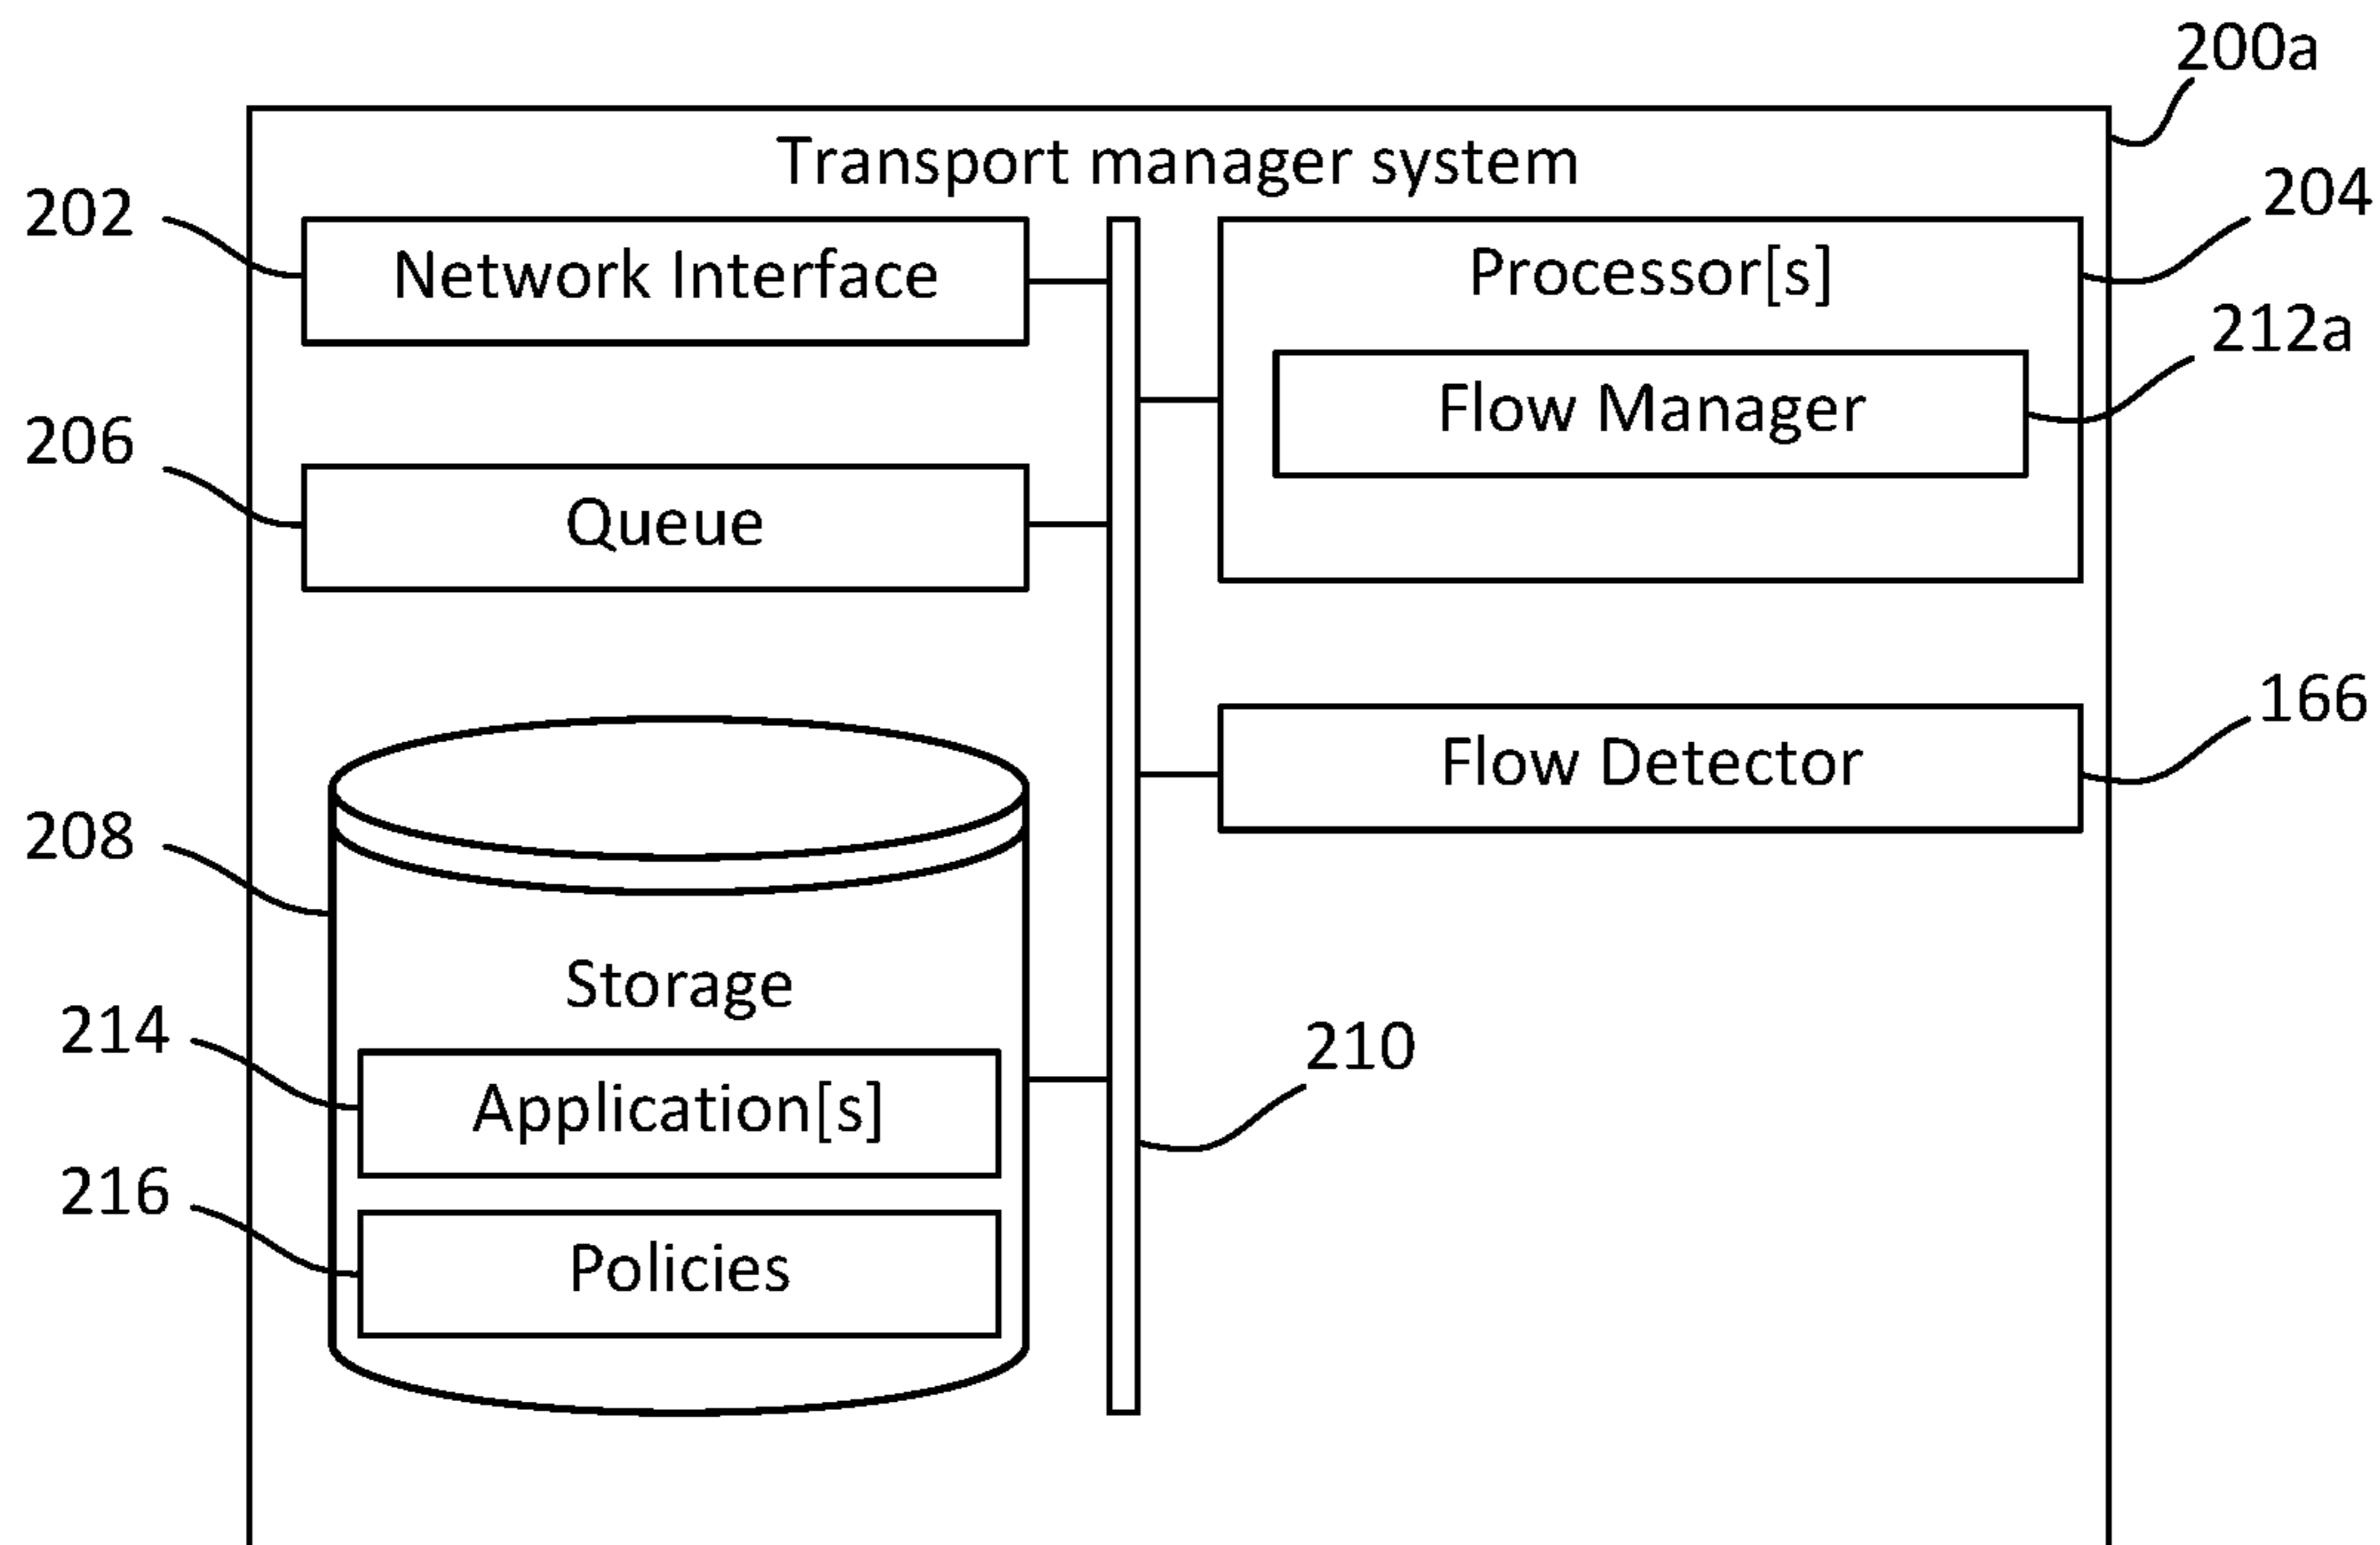 200a
Transport manager system
202
Network Interface
Processor[s]
204
Flow Manager
212a
206
Queue
Flow Detector
166
208
Storage
214
Application[s]
210
216
Policies